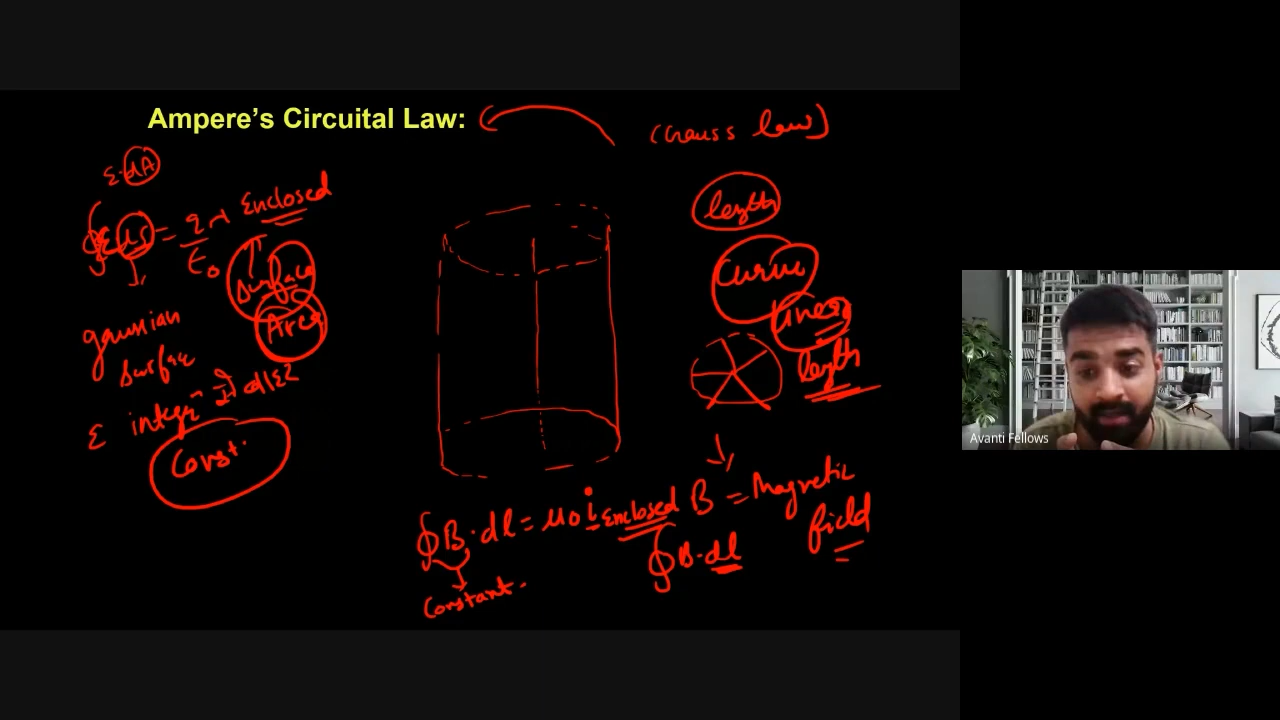 Ampere's Circuital Law:
(Gauss law)
E·dA
∮E ds = q Enclosed
ε0
Surface
Area
gaussian
Surface
E
Const.
length
Curve
linear
length
∮B·dl = μ0 i Enclosed
Constant.
B = Magnetic
field
∮B·dl
Avanti Fellows